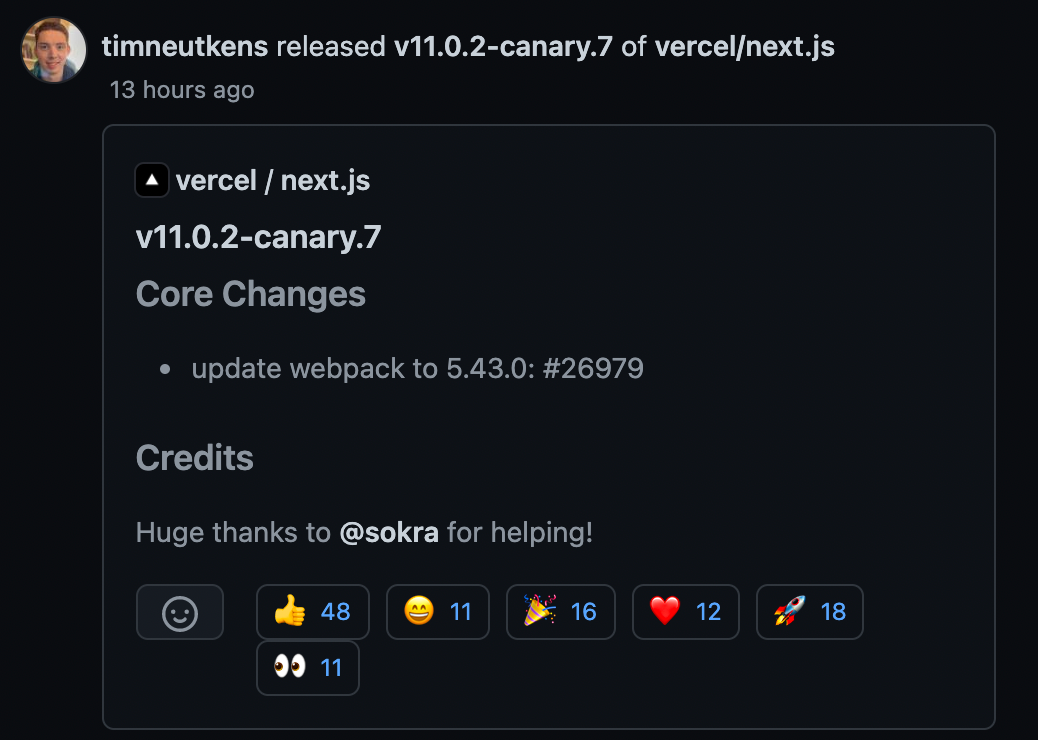 timneutkens released v11.0.2-canary.7 of vercel/next.js
13 hours ago
vercel / next.js
v11.0.2-canary.7
Core Changes
• update webpack to 5.43.0: #26979
Credits
Huge thanks to @sokra for helping!
👍 48 😄 11 🎉 16 ❤️ 12 🚀 18
👀 11